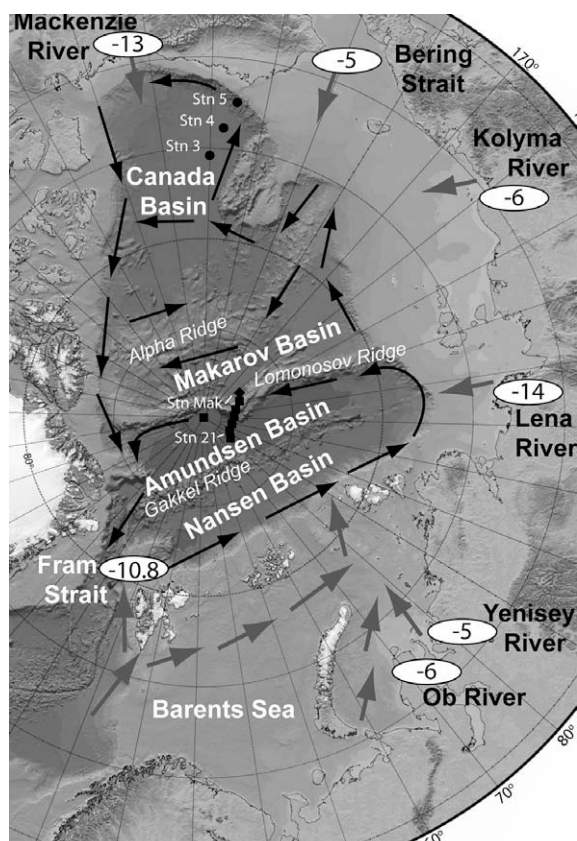 Mackenzie
River
-13
-5
Bering
Strait
170°
Stn 5
Stn 4
Stn 3
Kolyma
River
-6
Canada
Basin
Alpha Ridge
Makarov Basin
Lomonosov Ridge
Stn Mak
Stn 21
-14
Lena
River
80°
Amundsen Basin
Gakkel Ridge
Nansen Basin
Fram
Strait
-10.8
-5
Yenisey
River
-6
Ob River
Barents Sea
80°
70°
60°